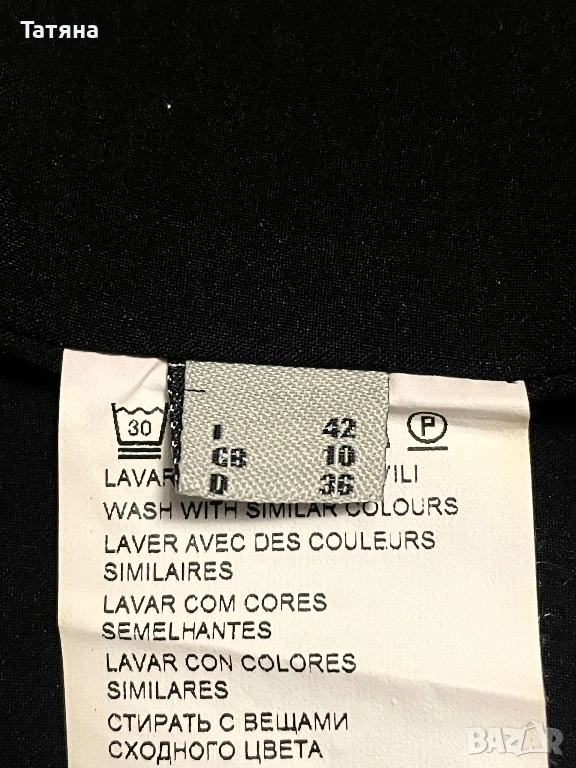 Татяна
30
P
I 42
GB 10
D 36
LAVAR
WASH WITH SIMILAR COLOURS
LAVER AVEC DES COULEURS
SIMILAIRES
LAVAR COM CORES
SEMELHANTES
LAVAR CON COLORES
SIMILARES
СТИРАТЬ С ВЕЩАМИ
СХОДНОГО ЦВЕТА
BAZAR